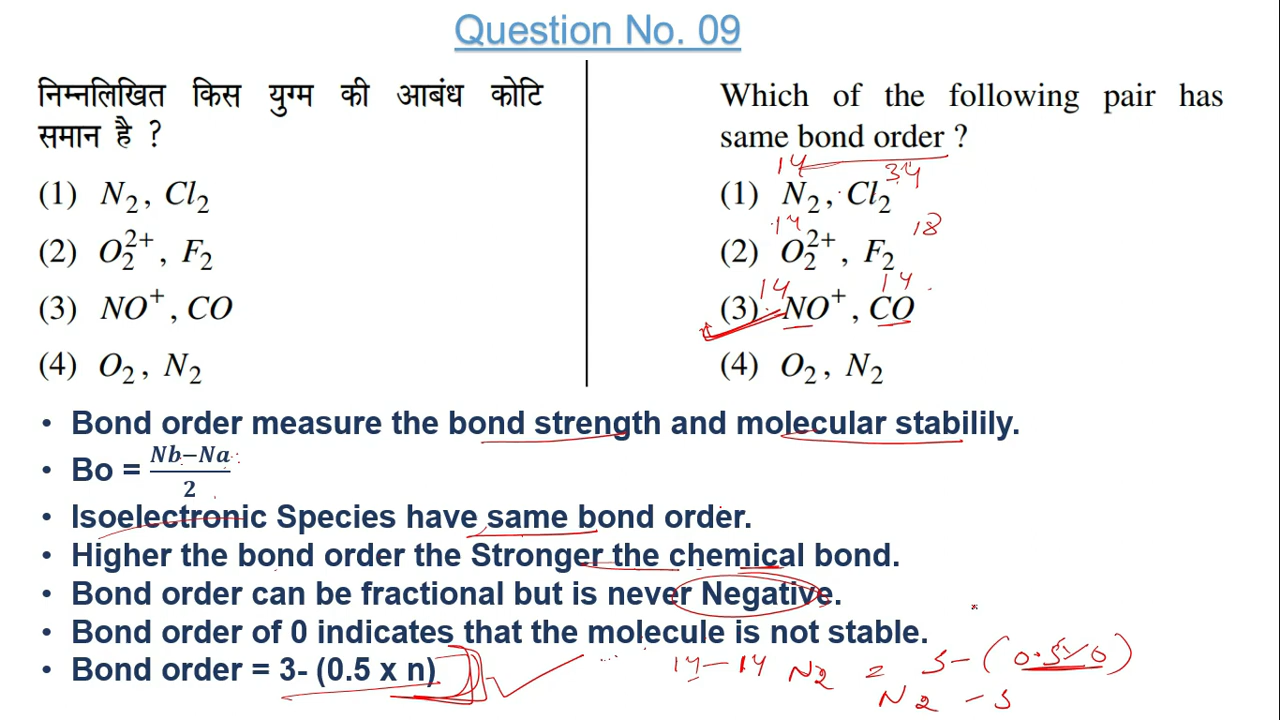 Question No. 09
निम्नलिखित किस युग्म की आबंध कोटि
समान है ?
(1) N₂, Cl₂
(2) O₂²⁺, F₂
(3) NO⁺, CO
(4) O₂, N₂
Which of the following pair has
same bond order ?
14 34
(1) N₂, Cl₂
14 18
(2) O₂²⁺, F₂
14 14
(3) NO⁺, CO
(4) O₂, N₂
• Bond order measure the bond strength and molecular stabilily.
• Bo = (Nb−Na)/2
• Isoelectronic Species have same bond order.
• Higher the bond order the Stronger the chemical bond.
• Bond order can be fractional but is never Negative.
• Bond order of 0 indicates that the molecule is not stable.
• Bond order = 3- (0.5 x n)
14-14 N₂ = 3-(0.5×0)
N₂ - 3